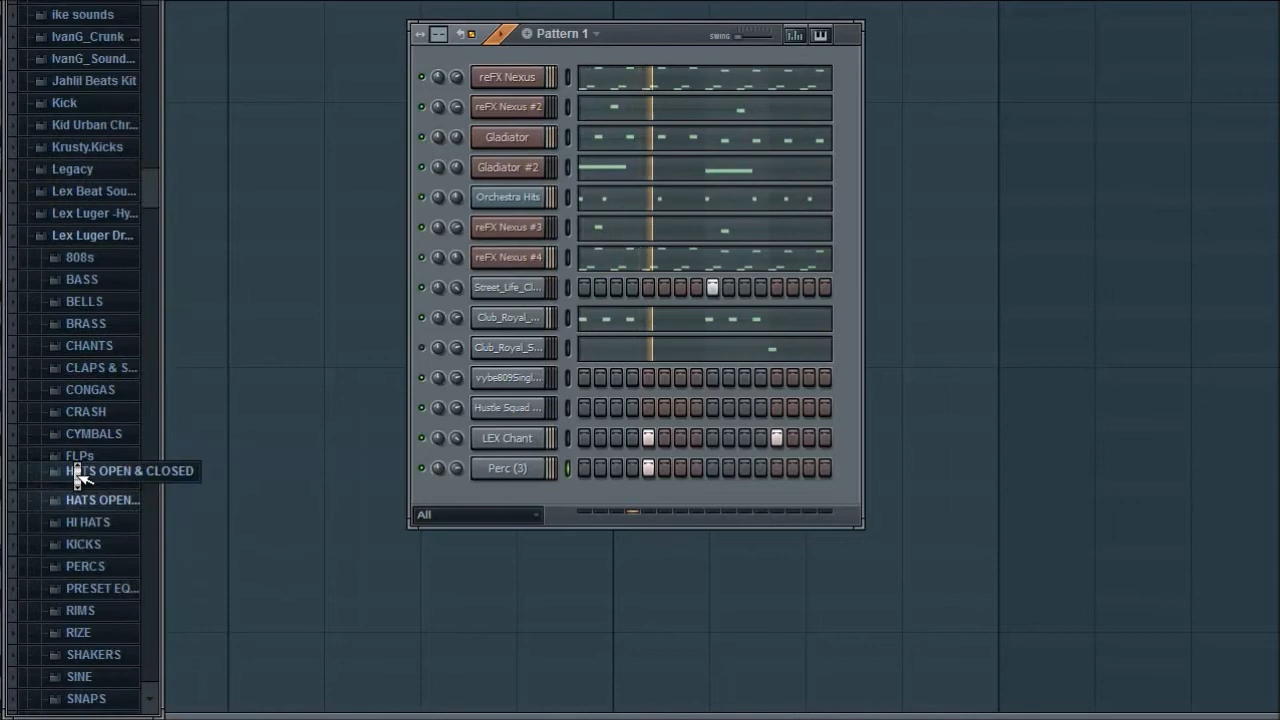 ike sounds
IvanG_Crunk ...
IvanG_Sound...
Jahlil Beats Kit
Kick
Kid Urban Chr...
Krusty.Kicks
Legacy
Lex Beat Sou...
Lex Luger -Hy...
Lex Luger Dr...
808s
BASS
BELLS
BRASS
CHANTS
CLAPS & S...
CONGAS
CRASH
CYMBALS
FLPs
HATS OPEN & CLOSED
HATS OPEN...
HI HATS
KICKS
PERCS
PRESET EQ...
RIMS
RIZE
SHAKERS
SINE
SNAPS
Pattern 1
SWING
reFX Nexus
reFX Nexus #2
Gladiator
Gladiator #2
Orchestra Hits
reFX Nexus #3
reFX Nexus #4
Street_Life_Cl...
Club_Royal_...
Club_Royal_S...
vybe809Singl...
Hustle Squad ...
LEX Chant
Perc (3)
All